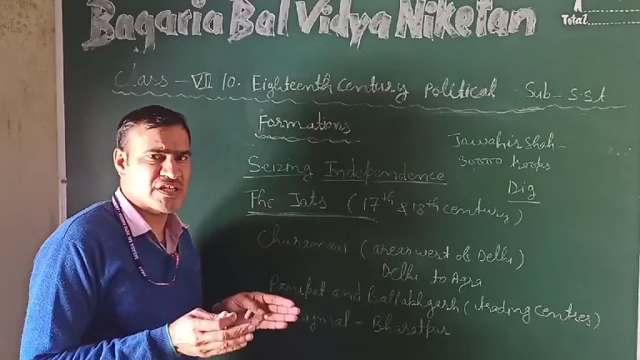 Bagaria Bal Vidya Niketan
Total
Class - VII 10. Eighteenth Century Political Sub - S.St
Formations
Jawahir Shah -
30000 troops
Seizing Independence
Dig
The Jats (17th & 18th century)
Churaman (areas west of Delhi)
Delhi to Agra
Panipat and Ballabhgarh (trading centres)
- Bharatpur